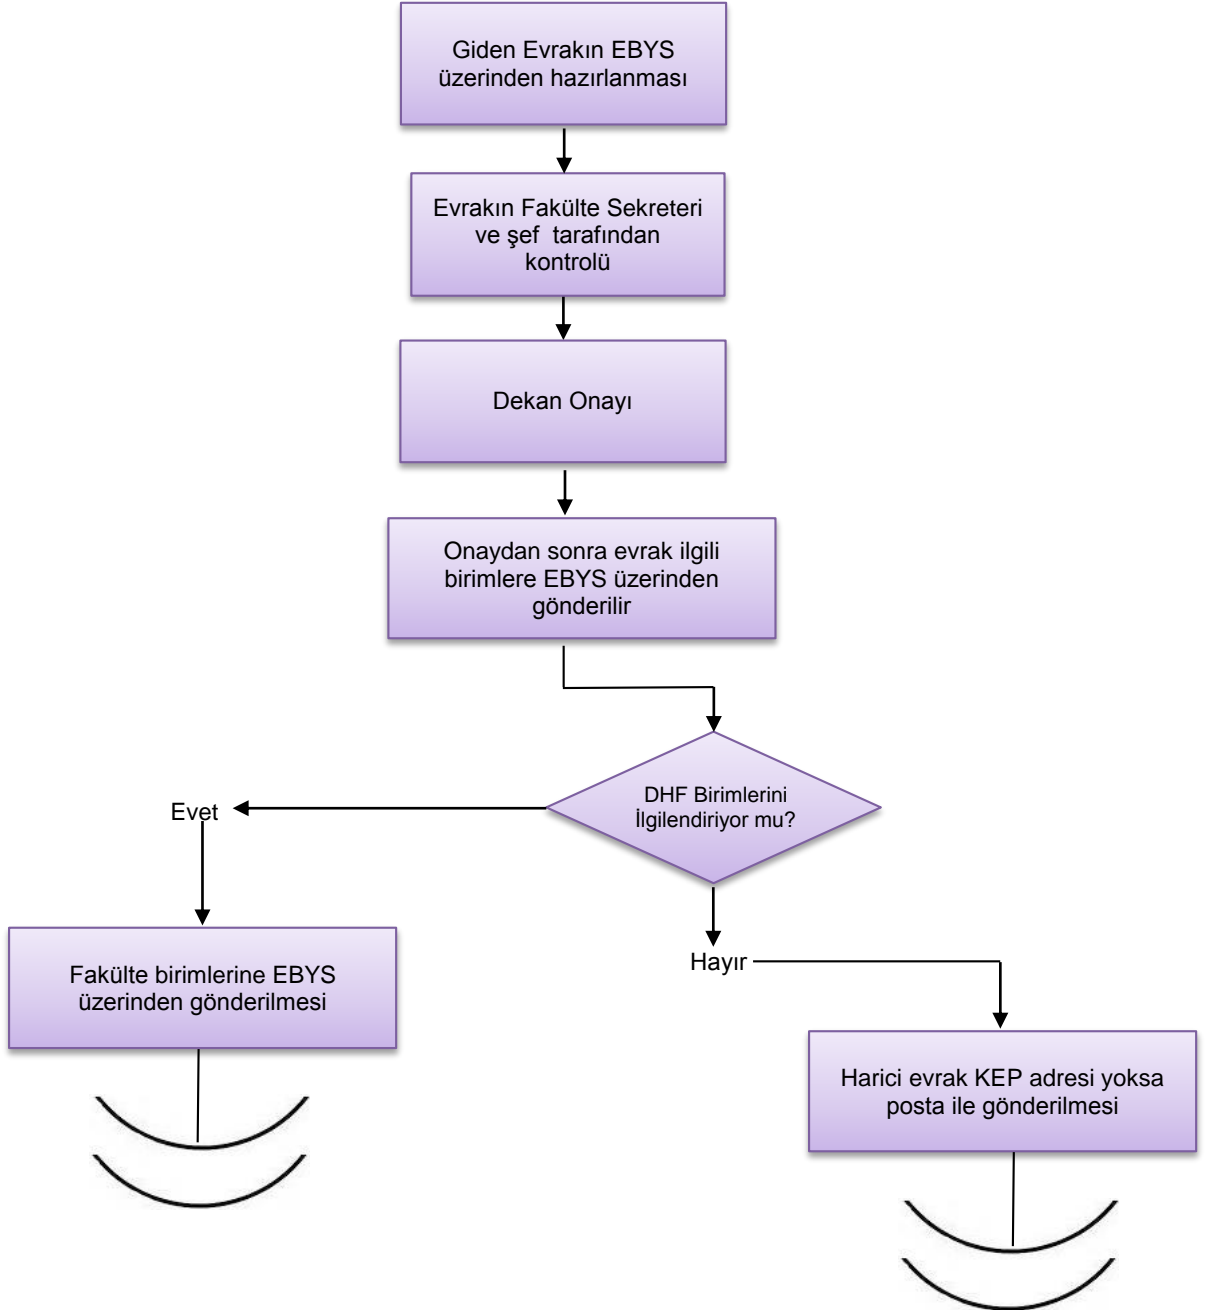 Giden Evrakın EBYS
üzerinden hazırlanması
Evrakın Fakülte Sekreteri
ve şef  tarafından
kontrolü
Dekan Onayı
Onaydan sonra evrak ilgili
birimlere EBYS üzerinden
gönderilir
DHF Birimlerini
İlgilendiriyor mu?
Evet
Fakülte birimlerine EBYS
üzerinden gönderilmesi
Hayır
Harici evrak KEP adresi yoksa
posta ile gönderilmesi